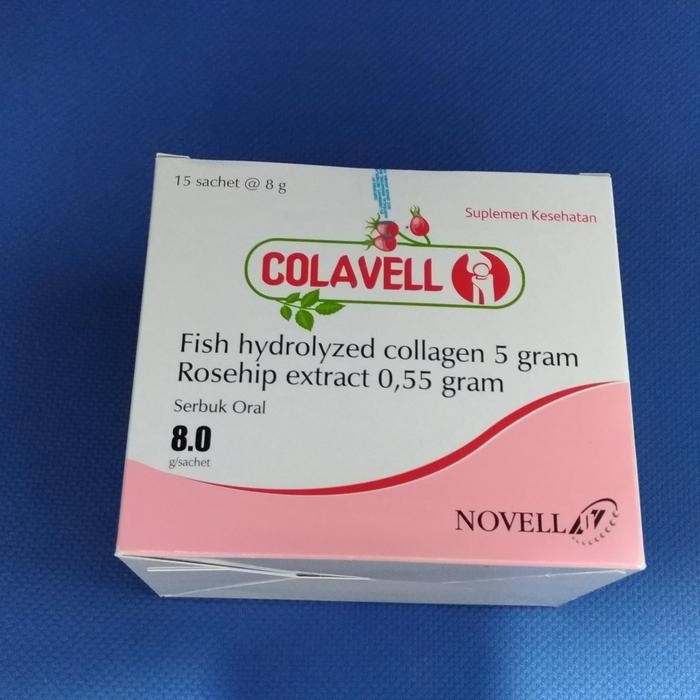 15 sachet @ 8 g
Suplemen Kesehatan
COLAVELL
Fish hydrolyzed collagen 5 gram
Rosehip extract 0,55 gram
Serbuk Oral
8.0
g/sachet
NOVELL